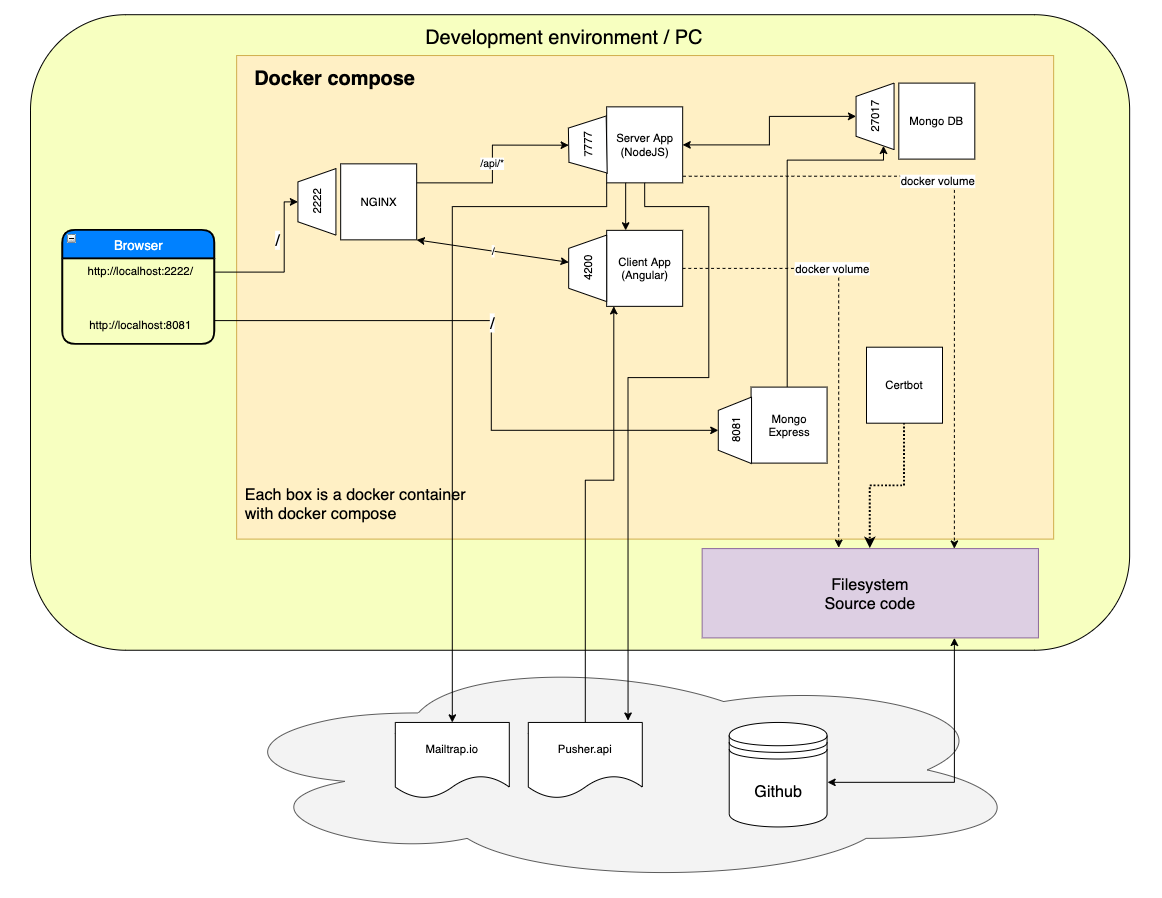 Development environment / PC
Docker compose
27017
Mongo DB
7777
Server App
(NodeJS)
/api/*
docker volume
2222
NGINX
/
Browser
/
4200
Client App
(Angular)
http://localhost:2222/
docker volume
http://localhost:8081
/
Certbot
8081
Mongo
Express
Each box is a docker container
with docker compose
Filesystem
Source code
Mailtrap.io
Pusher.api
Github